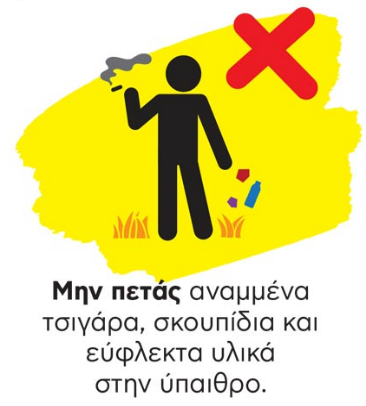 Μην πετάς αναμμένα
τσιγάρα, σκουπίδια και
εύφλεκτα υλικά
στην ύπαιθρο.